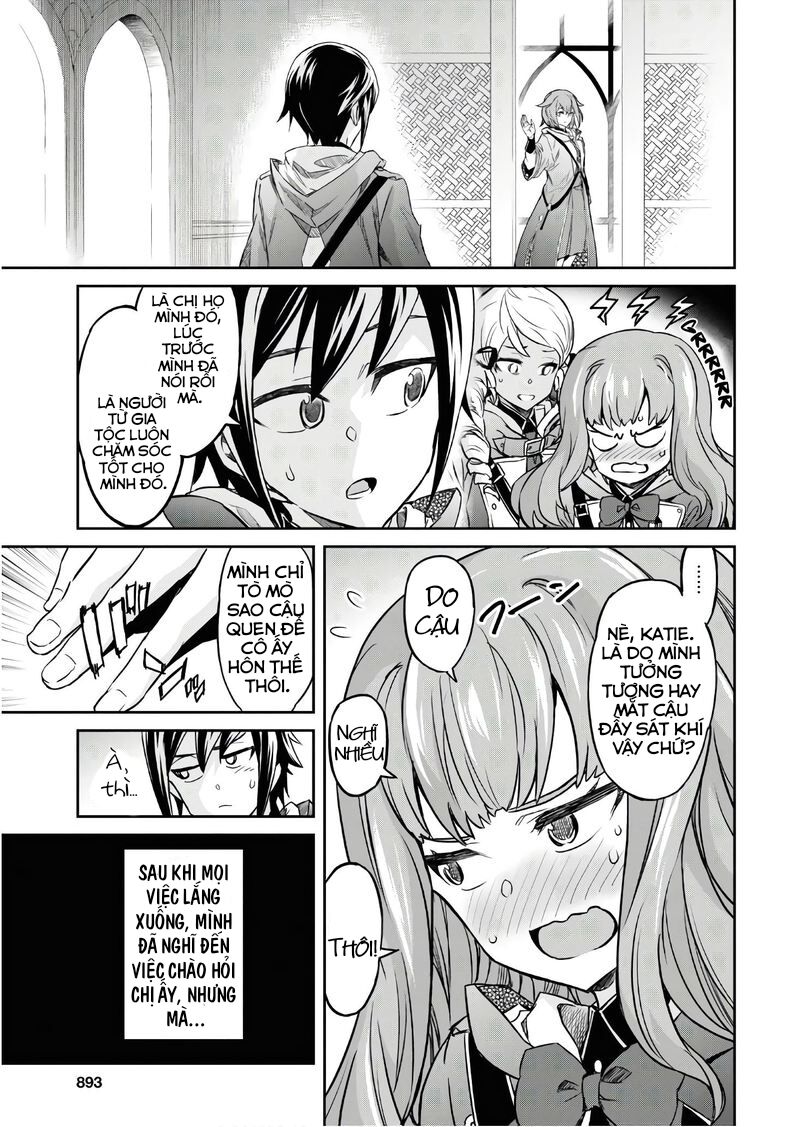 GRRRRRR
LÀ CHỊ HỌ
MÌNH ĐÓ,
LÚC
TRƯỚC
MÌNH ĐÃ
NÓI RỒI
MÀ.
LÀ NGƯỜI
TỪ GIA
TỘC LUÔN
CHĂM SÓC
TỐT CHO
MÌNH ĐÓ.
........
NÈ, KATIE.
LÀ DO MÌNH
TƯỞNG
TƯỢNG HAY
MẮT CẬU
ĐẦY SÁT KHÍ
VẬY CHỨ?
DO
CẬU
NGHĨ
NHIỀU
THÔI!
MÌNH CHỈ
TÒ MÒ
SAO CẬU
QUEN ĐỂ
CÔ ẤY
HÔN THẾ
THÔI.
À,
thì...
SAU KHI MỌI
VIỆC LẮNG
XUỐNG, MÌNH
ĐÃ NGHĨ ĐẾN
VIỆC CHÀO HỎI
CHỊ ẤY, NHƯNG
MÀ...
893